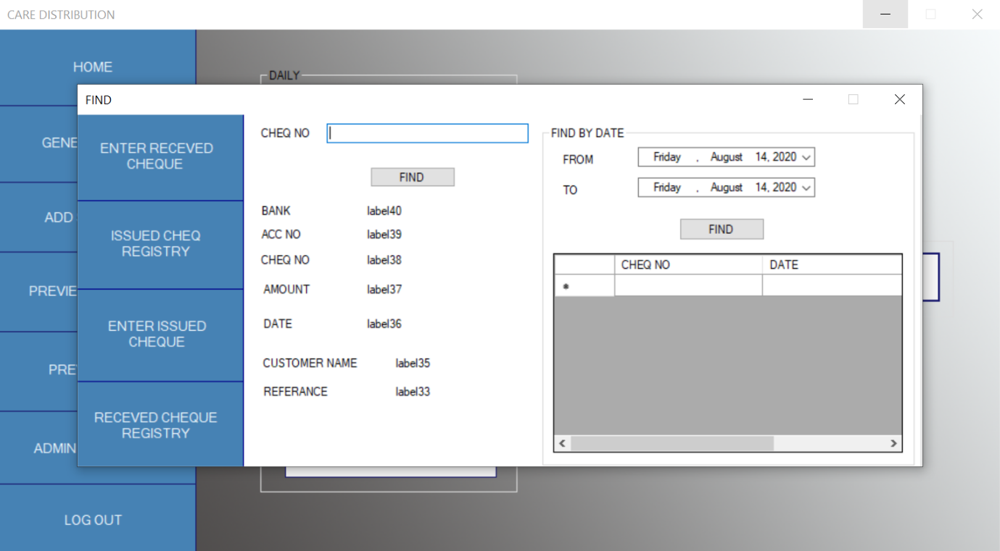 CARE DISTRIBUTION
HOME
GENE
ADD
PREVIE
PRE
ADMIN
LOG OUT
DAILY
FIND
ENTER RECEVED
CHEQUE
ISSUED CHEQ
REGISTRY
ENTER ISSUED
CHEQUE
RECEVED CHEQUE
REGISTRY
CHEQ NO
FIND
BANK label40
ACC NO label39
CHEQ NO label38
AMOUNT label37
DATE label36
CUSTOMER NAME label35
REFERANCE label33
FIND BY DATE
FROM Friday , August 14, 2020
TO Friday , August 14, 2020
FIND
CHEQ NO DATE